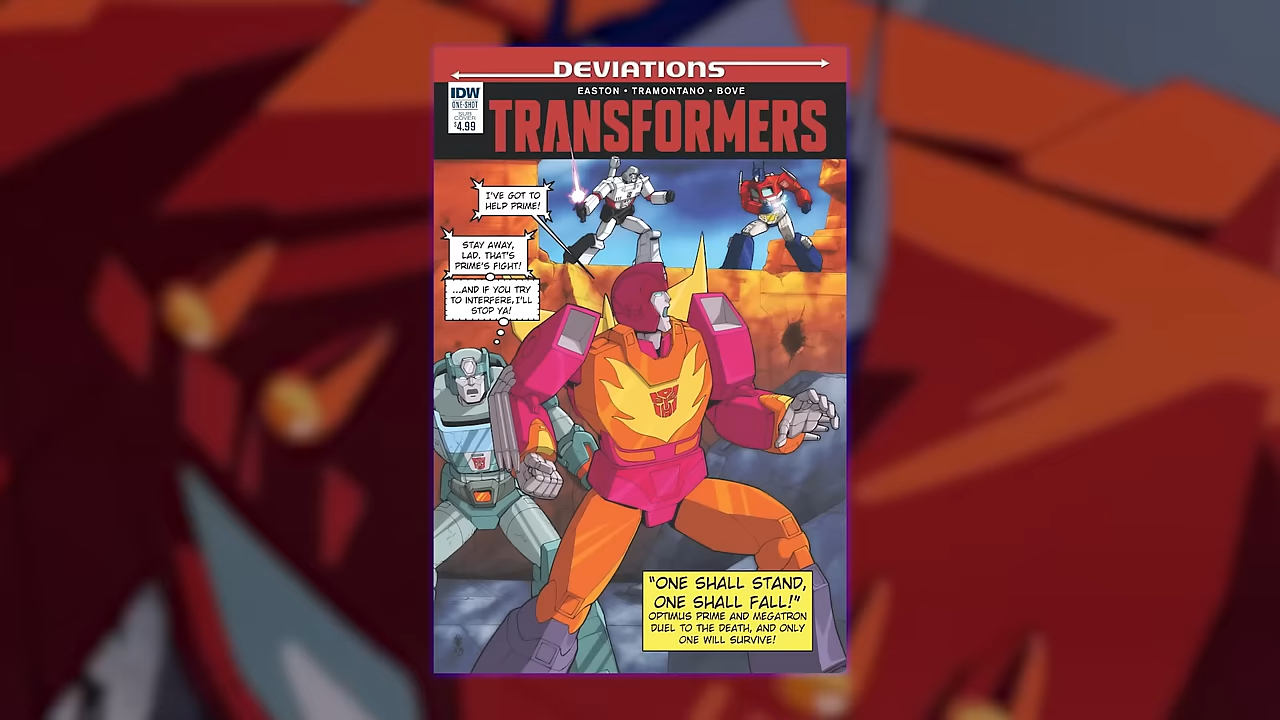 DEVIATIONS
EASTON • TRAMONTANO • BOVE
IDW
ONE-SHOT
SUB
COVER
$4.99
TRANSFORMERS
I'VE GOT TO
HELP PRIME!
STAY AWAY,
LAD. THAT'S
PRIME'S FIGHT!
...AND IF YOU TRY
TO INTERFERE, I'LL
STOP YA!
"ONE SHALL STAND,
ONE SHALL FALL!"
OPTIMUS PRIME AND MEGATRON
DUEL TO THE DEATH, AND ONLY
ONE WILL SURVIVE!